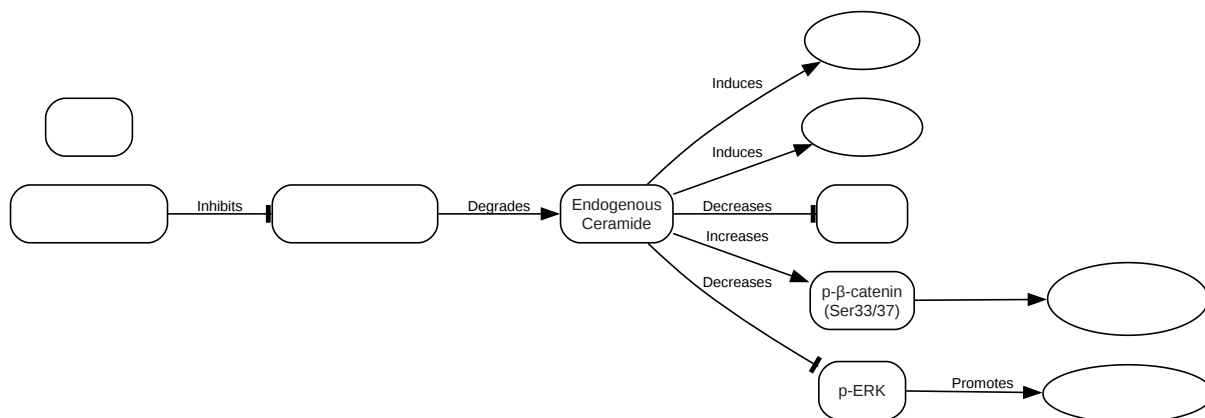 Induces
Induces
Inhibits
Degrades
Endogenous
Ceramide
Decreases
Increases
Decreases
p-β-catenin
(Ser33/37)
p-ERK
Promotes